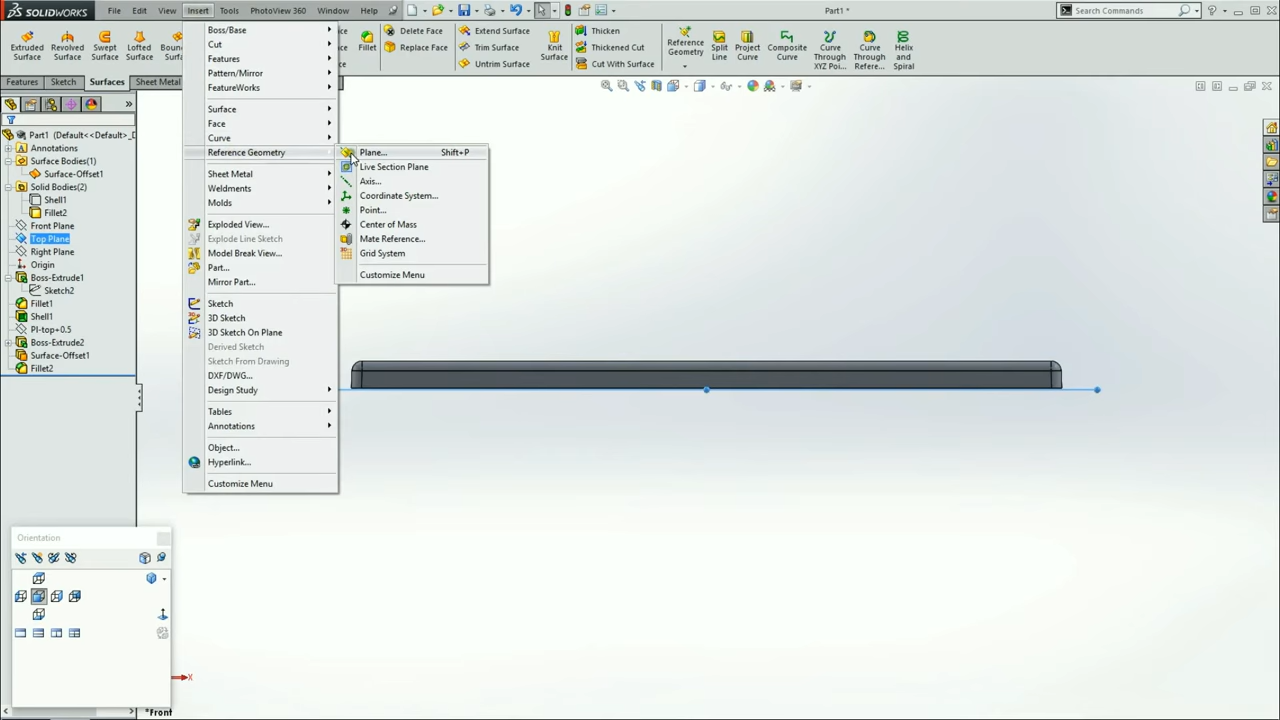 SOLIDWORKS File Edit View Insert Tools PhotoView 360 Window Help Part1 * Search Commands
Extruded Surface
Revolved Surface
Swept Surface
Lofted Surface
Fillet
Delete Face
Replace Face
Extend Surface
Trim Surface
Untrim Surface
Knit Surface
Thicken
Thickened Cut
Cut With Surface
Reference Geometry
Split Line
Project Curve
Composite Curve
Curve Through XYZ Poi...
Curve Through Refere...
Helix and Spiral
Features Sketch Surfaces Sheet Metal
Part1 (Default<<Default>_D
Annotations
Surface Bodies(1)
Surface-Offset1
Solid Bodies(2)
Shell1
Fillet2
Front Plane
Top Plane
Right Plane
Origin
Boss-Extrude1
Sketch2
Fillet1
Shell1
Pl-top+0.5
Boss-Extrude2
Surface-Offset1
Fillet2
Boss/Base
Cut
Features
Pattern/Mirror
FeatureWorks
Surface
Face
Curve
Reference Geometry
Sheet Metal
Weldments
Molds
Exploded View...
Explode Line Sketch
Model Break View...
Part...
Mirror Part...
Sketch
3D Sketch
3D Sketch On Plane
Derived Sketch
Sketch From Drawing
DXF/DWG...
Design Study
Tables
Annotations
Object...
Hyperlink...
Customize Menu
Plane... Shift+P
Live Section Plane
Axis...
Coordinate System...
Point...
Center of Mass
Mate Reference...
Grid System
Customize Menu
Orientation
X
*Front